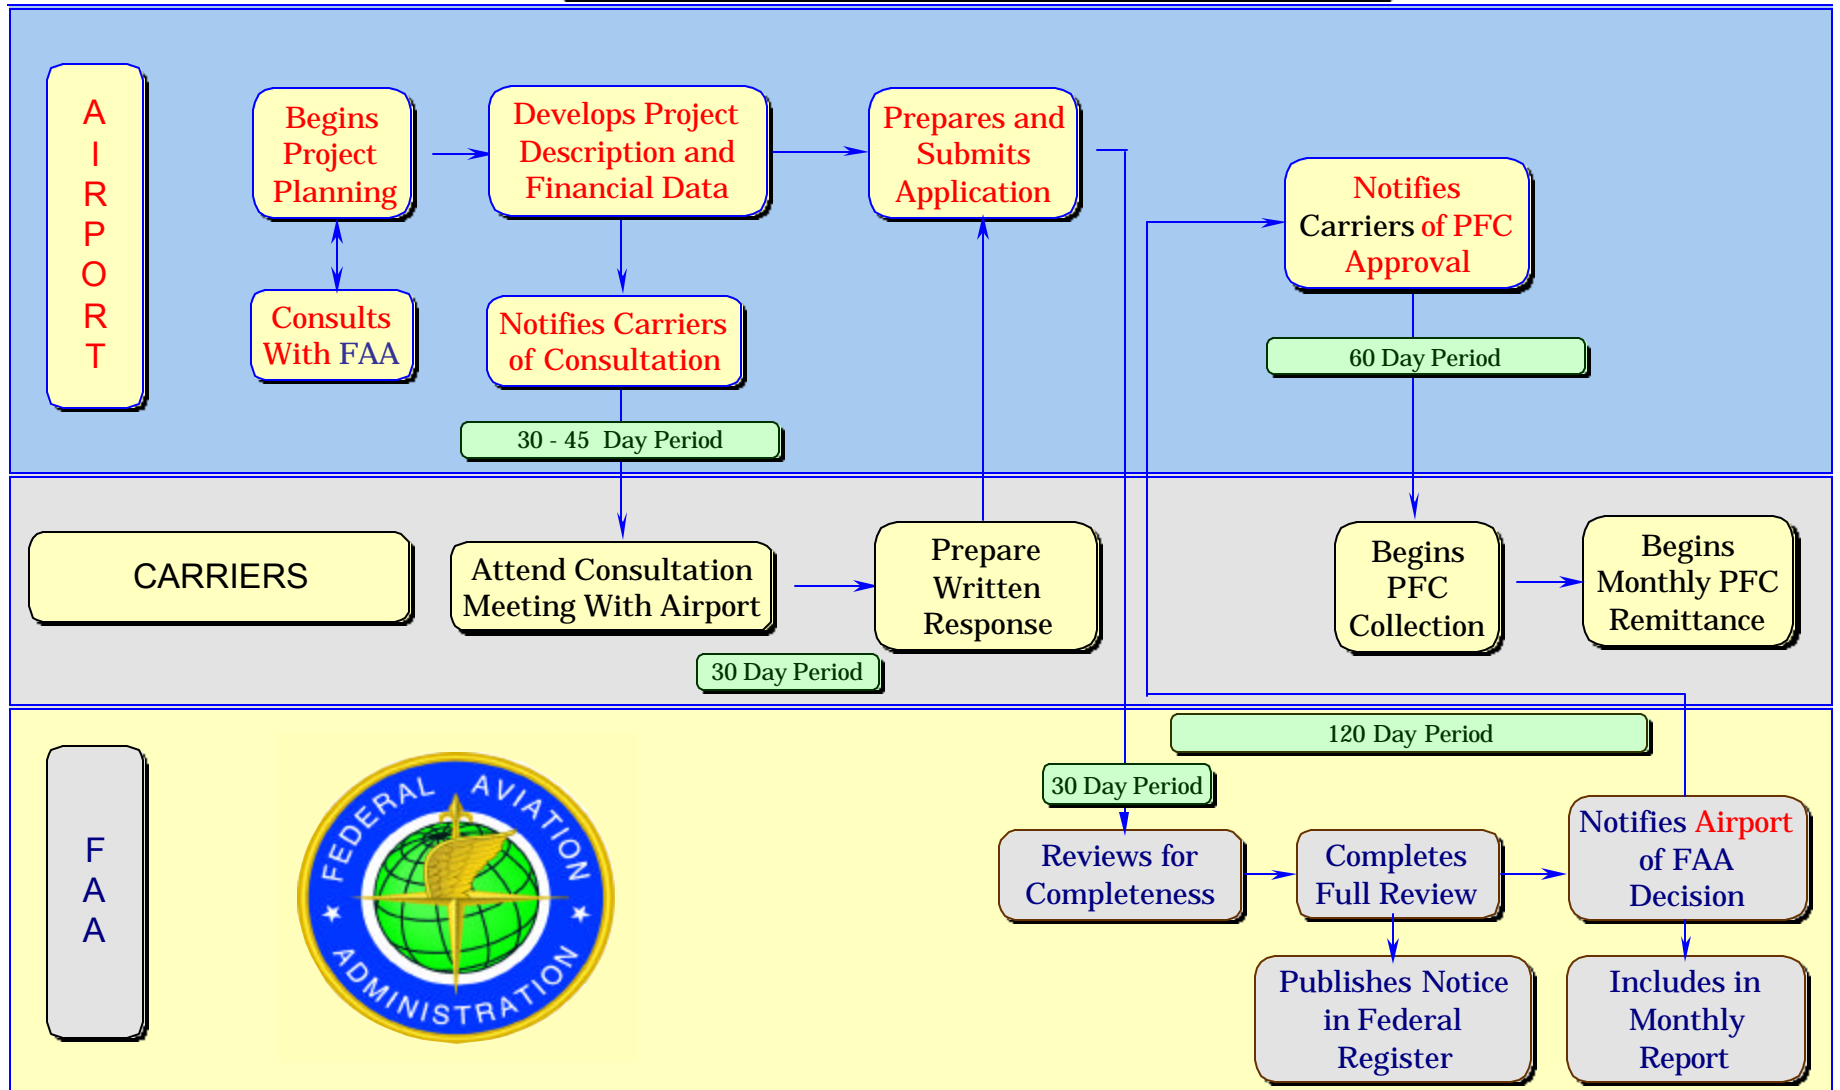 A
I
R
P
O
R
T
Begins
Project
Planning
Develops Project
Description and
Financial Data
Prepares and
Submits
Application
Notifies
Carriers of PFC
Approval
Consults
With FAA
Notifies Carriers
of Consultation
60 Day Period
30 - 45 Day Period
CARRIERS
Attend Consultation
Meeting With Airport
Prepare
Written
Response
Begins
PFC
Collection
Begins
Monthly PFC
Remittance
30 Day Period
120 Day Period
30 Day Period
F
A
A
FEDERAL AVIATION
ADMINISTRATION
Reviews for
Completeness
Completes
Full Review
Notifies Airport
of FAA
Decision
Publishes Notice
in Federal
Register
Includes in
Monthly
Report